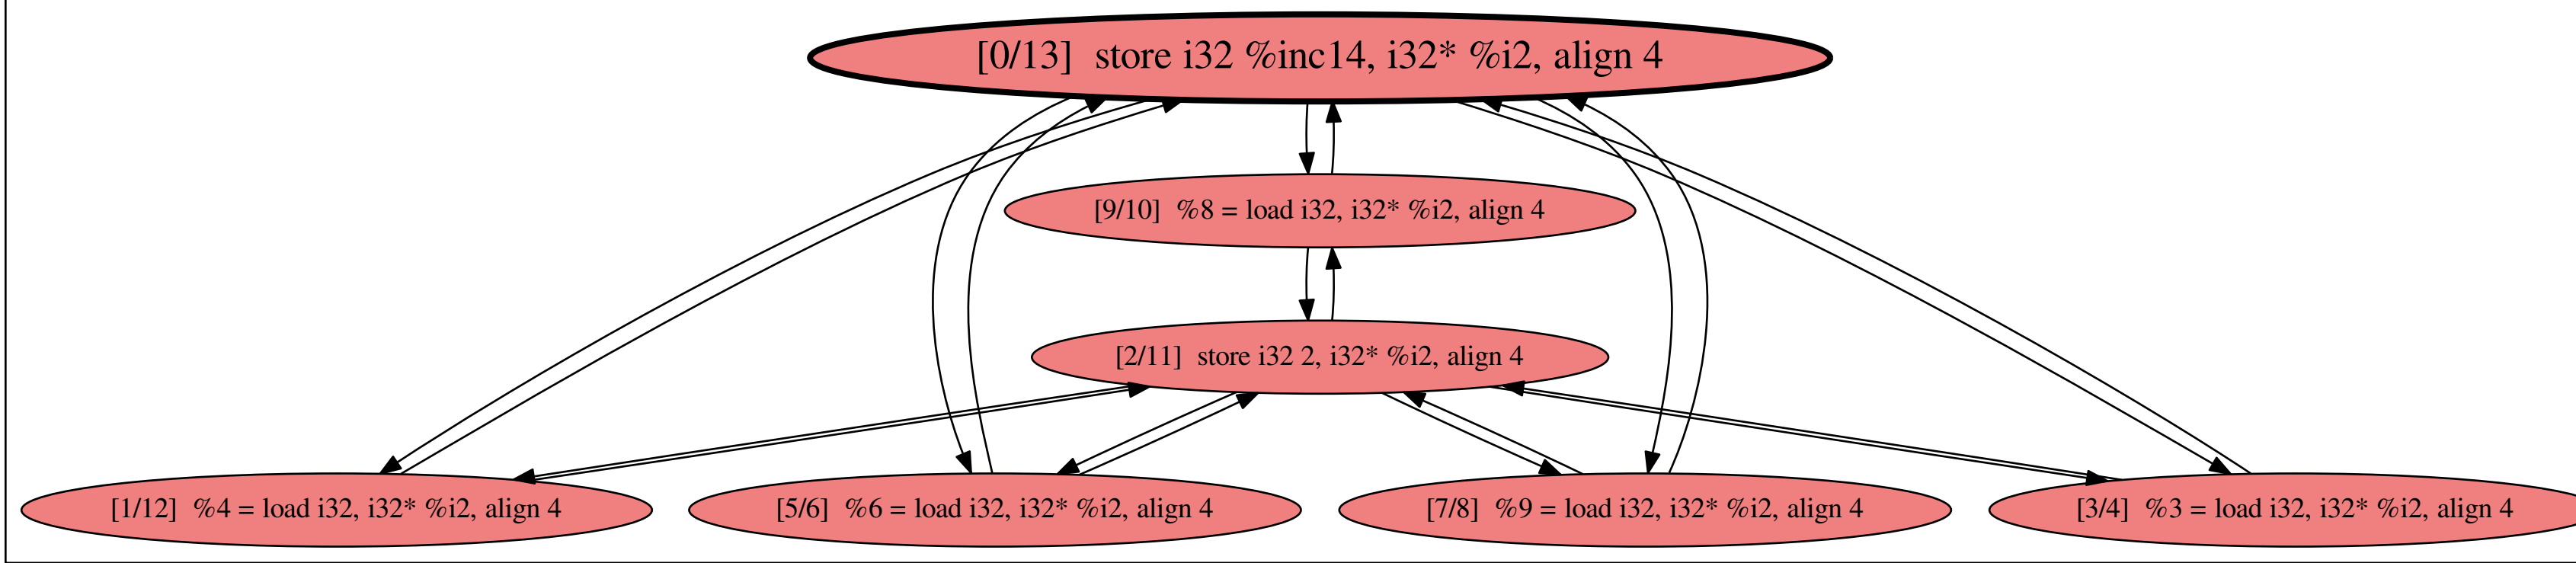 [0/13] store i32 %inc14, i32* %i2, align 4
[9/10] %8 = load i32, i32* %i2, align 4
[2/11] store i32 2, i32* %i2, align 4
[1/12] %4 = load i32, i32* %i2, align 4
[5/6] %6 = load i32, i32* %i2, align 4
[7/8] %9 = load i32, i32* %i2, align 4
[3/4] %3 = load i32, i32* %i2, align 4